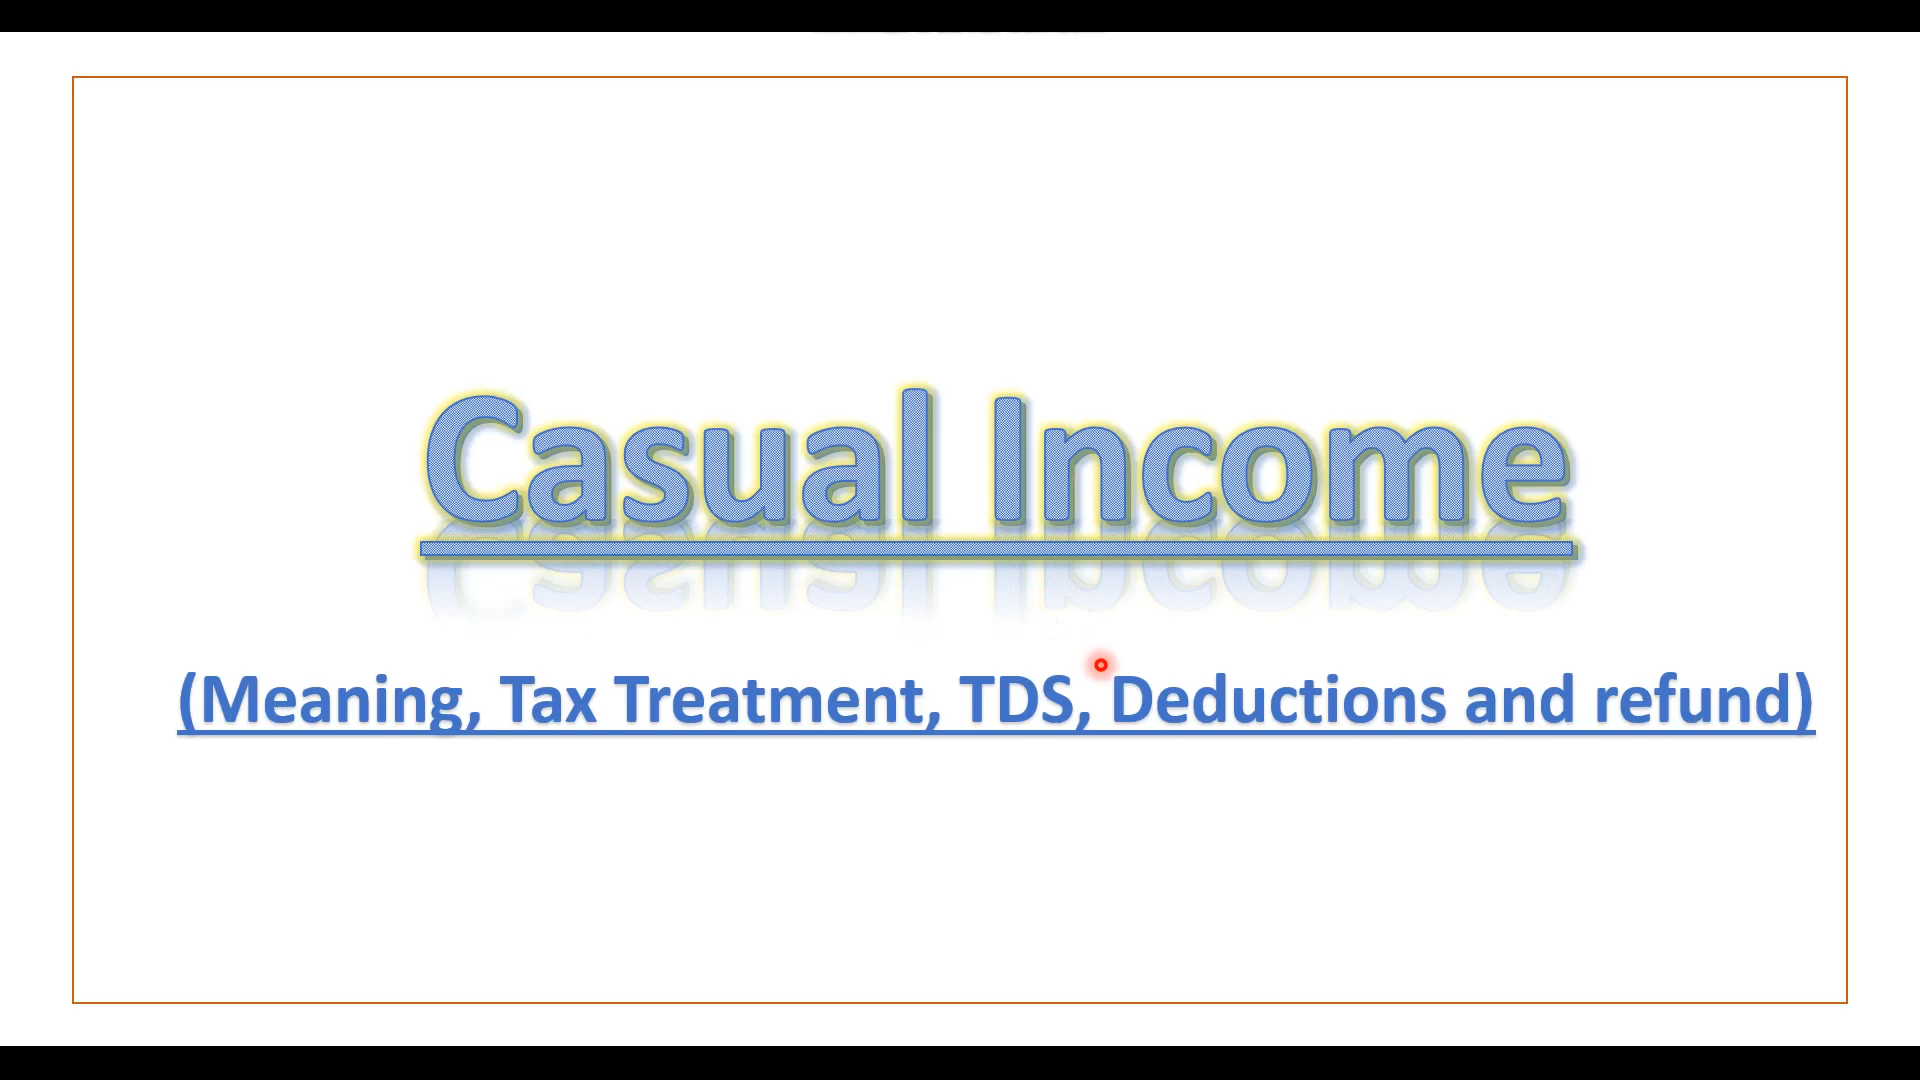 Casual Income
(Meaning, Tax Treatment, TDS, Deductions and refund)